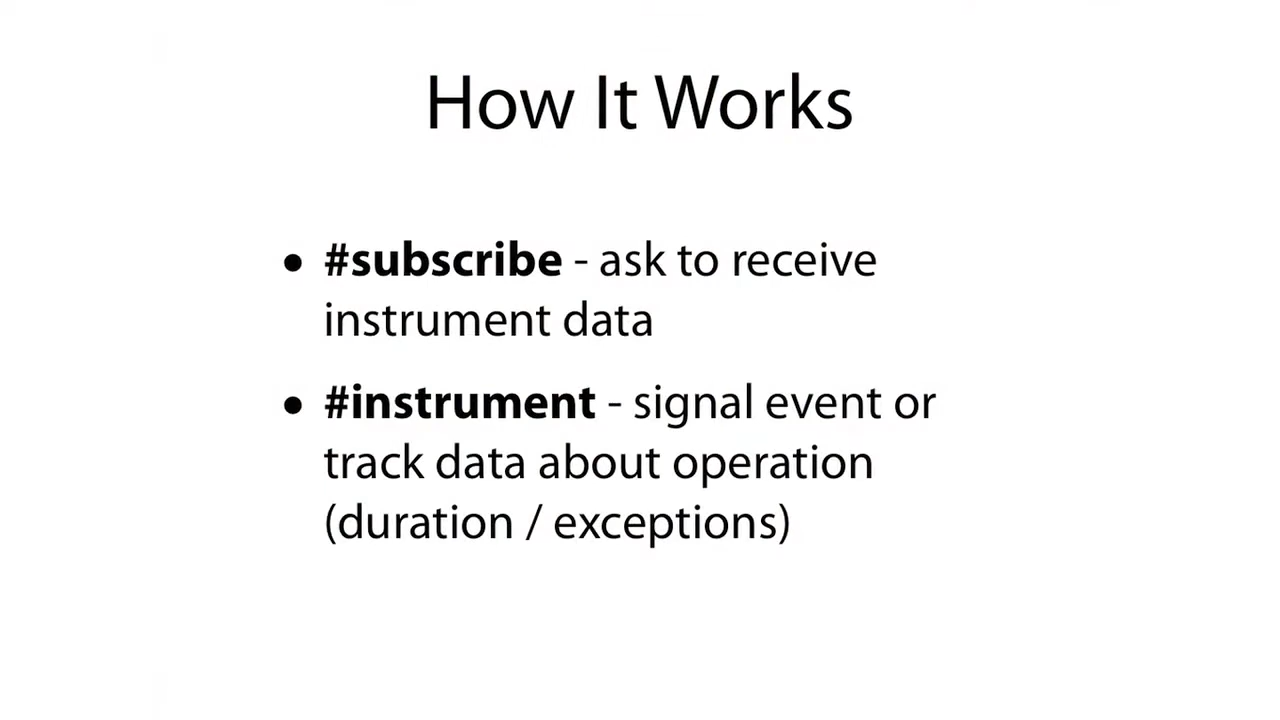 How It Works
• #subscribe - ask to receive
instrument data
• #instrument - signal event or
track data about operation
(duration / exceptions)